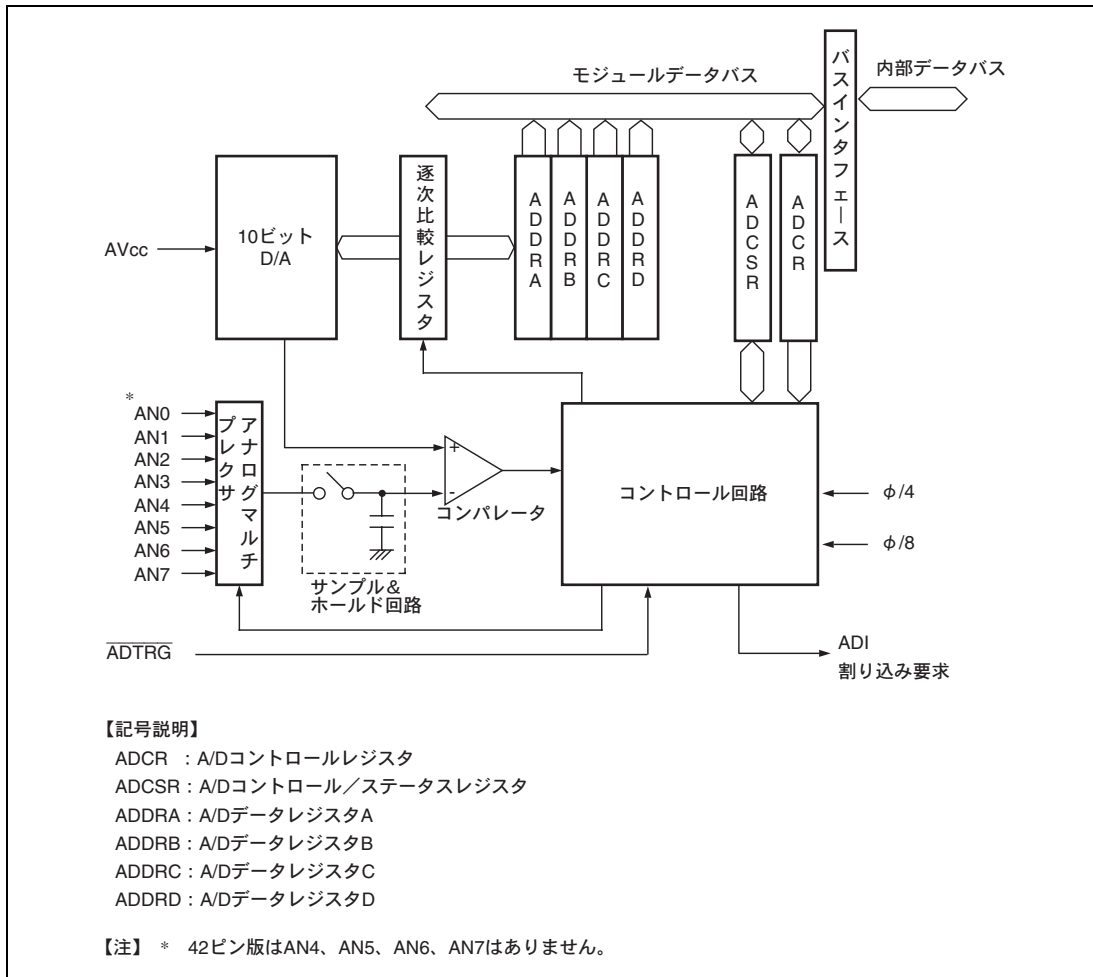 モジュールデータバス
内部データバス
バスインタフェース
AVcc
10ビット
D/A
逐次比較レジスタ
ADDRA
ADDRB
ADDRC
ADDRD
ADCSR
ADCR
*
AN0
AN1
AN2
AN3
AN4
AN5
AN6
AN7
アナログマルチ
プレクサ
+
-
コンパレータ
サンプル&
ホールド回路
コントロール回路
φ/4
φ/8
ADTRG
ADI
割り込み要求
【記号説明】
ADCR :A/Dコントロールレジスタ
ADCSR:A/Dコントロール/ステータスレジスタ
ADDRA:A/DデータレジスタA
ADDRB:A/DデータレジスタB
ADDRC:A/DデータレジスタC
ADDRD:A/DデータレジスタD
【注】 * 42ピン版はAN4、AN5、AN6、AN7はありません。